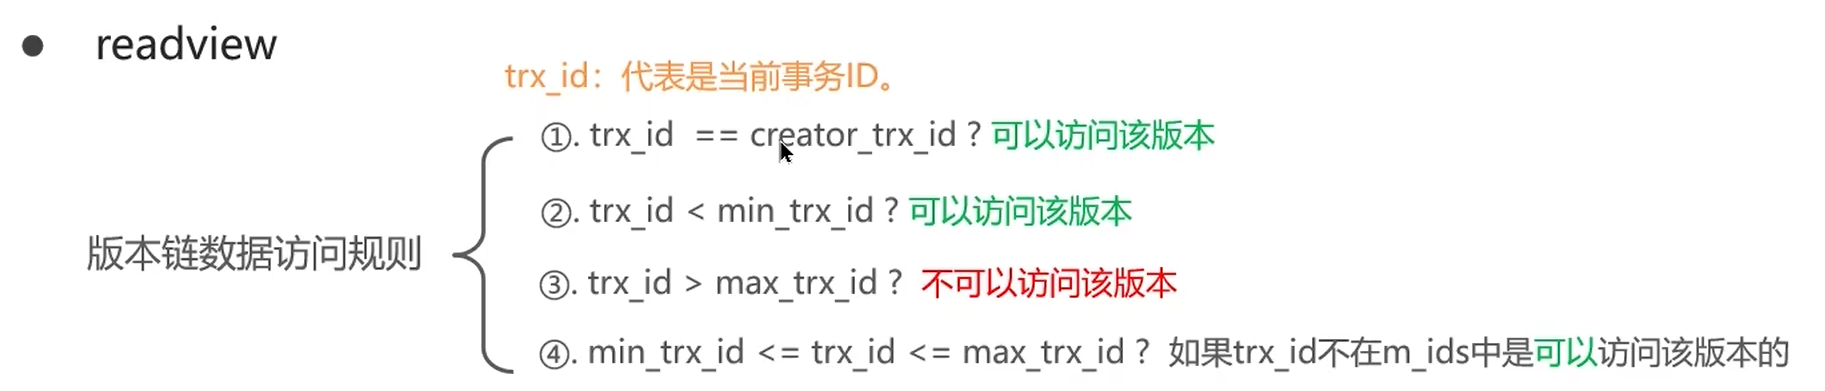 ● readview
trx_id：代表是当前事务ID。
①. trx_id == creator_trx_id ? 可以访问该版本
②. trx_id < min_trx_id ? 可以访问该版本
版本链数据访问规则
③. trx_id > max_trx_id ? 不可以访问该版本
④. min_trx_id <= trx_id <= max_trx_id ? 如果trx_id不在m_ids中是可以访问该版本的